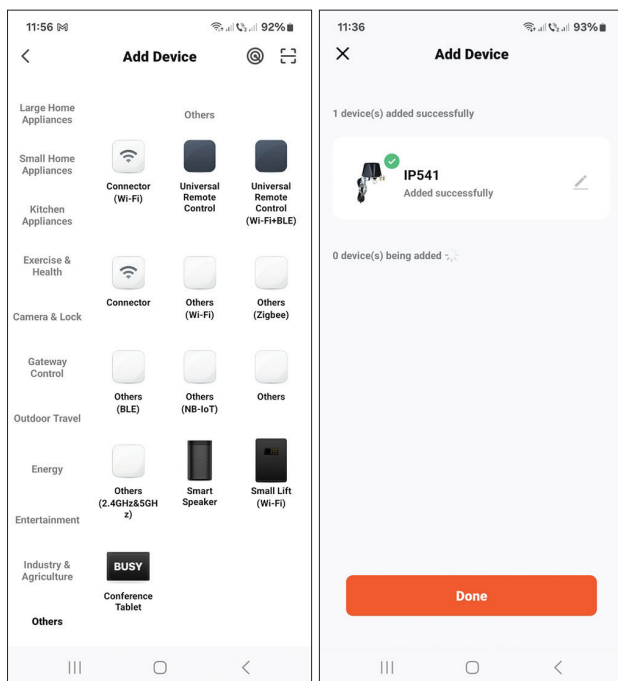 11:56
92%
Add Device
Large Home
Appliances
Small Home
Appliances
Kitchen
Appliances
Exercise &
Health
Camera & Lock
Gateway
Control
Outdoor Travel
Energy
Entertainment
Industry &
Agriculture
Others
Others
Connector
(Wi-Fi)
Universal
Remote
Control
Universal
Remote
Control
(Wi-Fi+BLE)
Connector
Others
(Wi-Fi)
Others
(Zigbee)
Others
(BLE)
Others
(NB-IoT)
Others
Others
(2.4GHz&5GH
z)
Smart
Speaker
Small Lift
(Wi-Fi)
BUSY
Conference
Tablet
11:36
93%
Add Device
1 device(s) added successfully
IP541
Added successfully
0 device(s) being added
Done